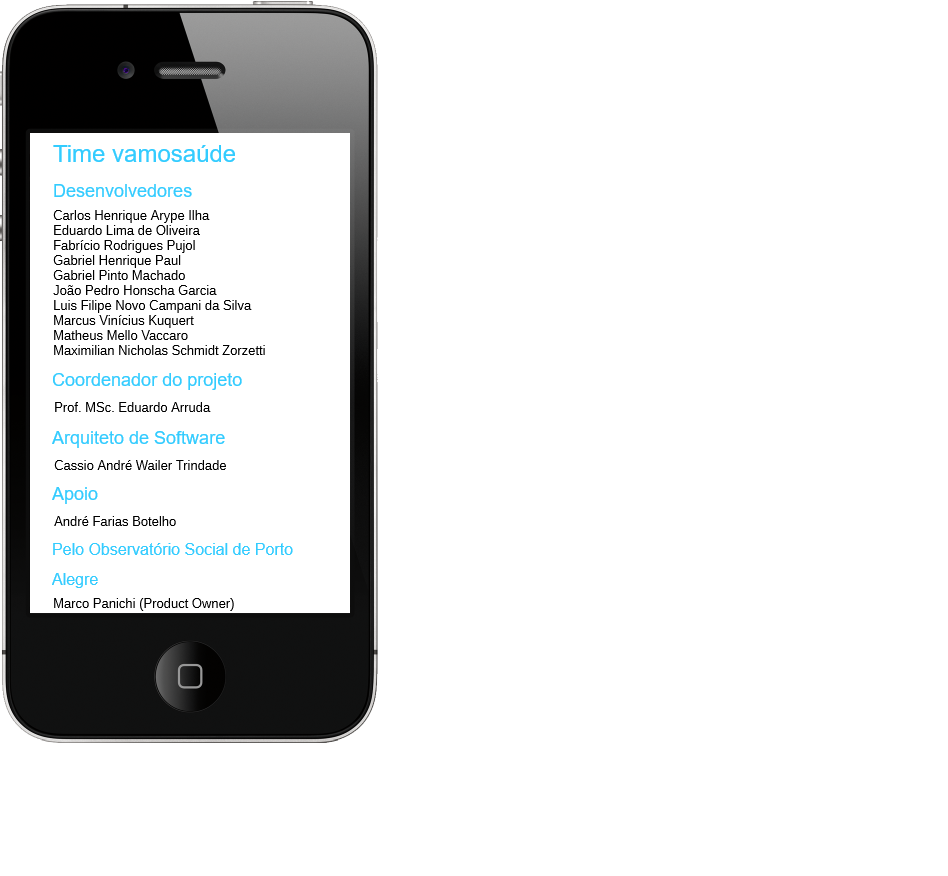 Time vamosaúde
Desenvolvedores
Carlos Henrique Arype Ilha
Eduardo Lima de Oliveira
Fabrício Rodrigues Pujol
Gabriel Henrique Paul
Gabriel Pinto Machado
João Pedro Honscha Garcia
Luis Filipe Novo Campani da Silva
Marcus Vinícius Kuquert
Matheus Mello Vaccaro
Maximilian Nicholas Schmidt Zorzetti
Coordenador do projeto
Prof. MSc. Eduardo Arruda
Arquiteto de Software
Cassio André Wailer Trindade
Apoio
André Farias Botelho
Pelo Observatório Social de Porto
Alegre
Marco Panichi (Product Owner)